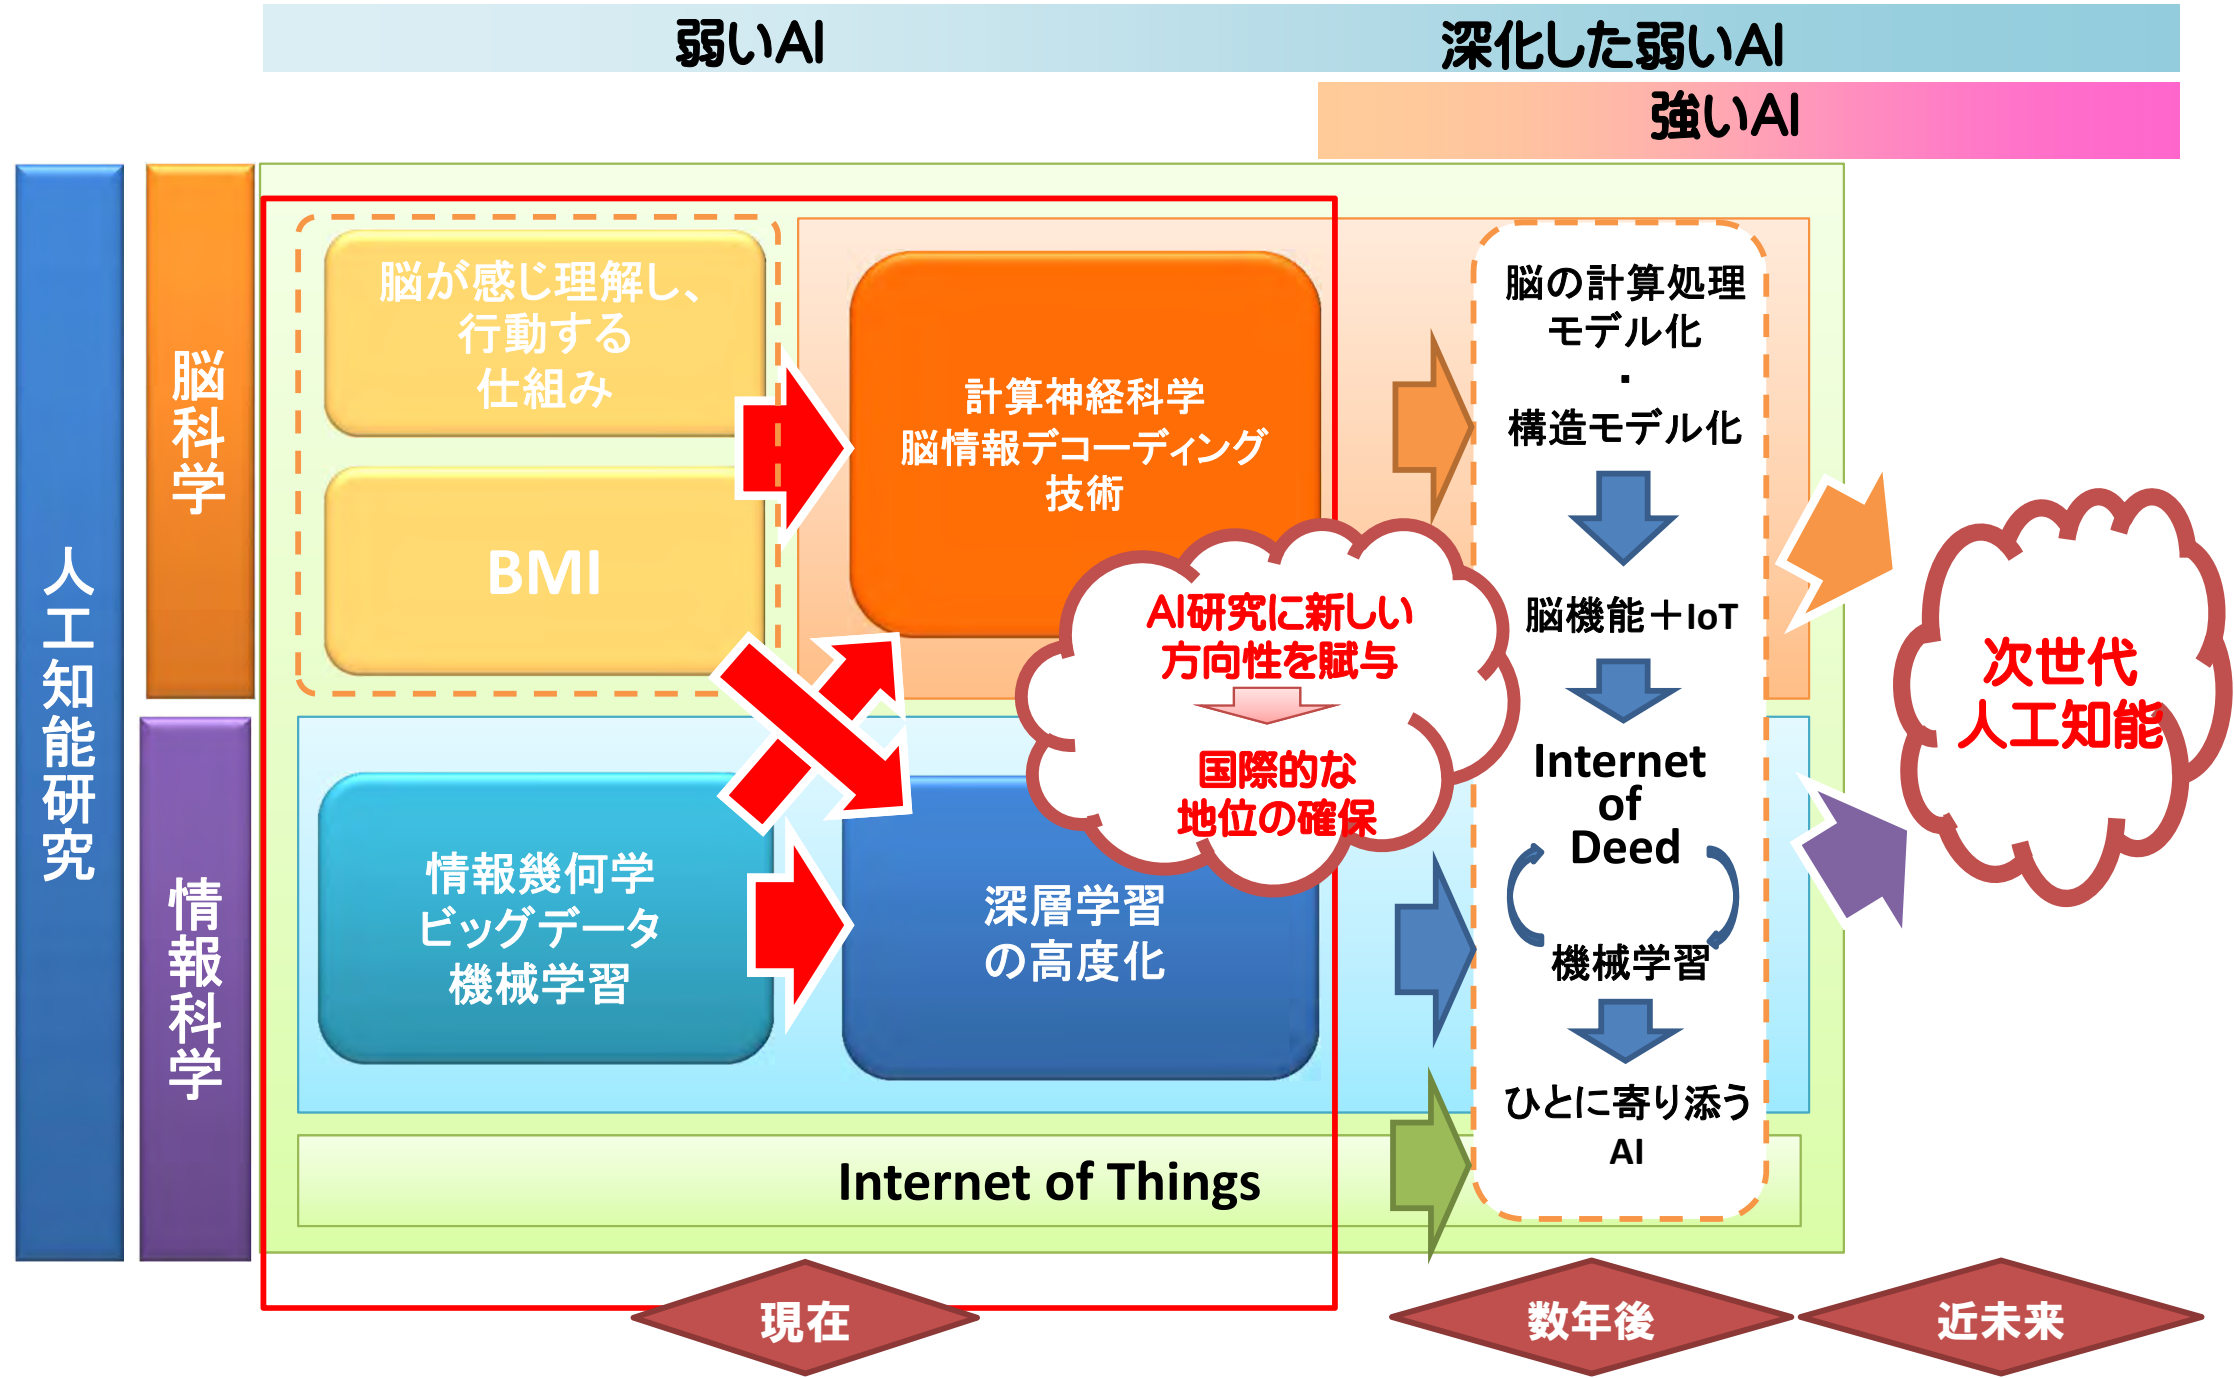 弱いAI
深化した弱いAI
強いAI
人工知能研究
脳科学
情報科学
脳が感じ理解し、
行動する
仕組み
BMI
計算神経科学
脳情報デコーディング
技術
情報幾何学
ビッグデータ
機械学習
深層学習
の高度化
AI研究に新しい
方向性を賦与
国際的な
地位の確保
脳の計算処理
モデル化
・
構造モデル化
脳機能＋IoT
Internet
of
Deed
機械学習
ひとに寄り添う
AI
次世代
人工知能
Internet of Things
現在
数年後
近未来